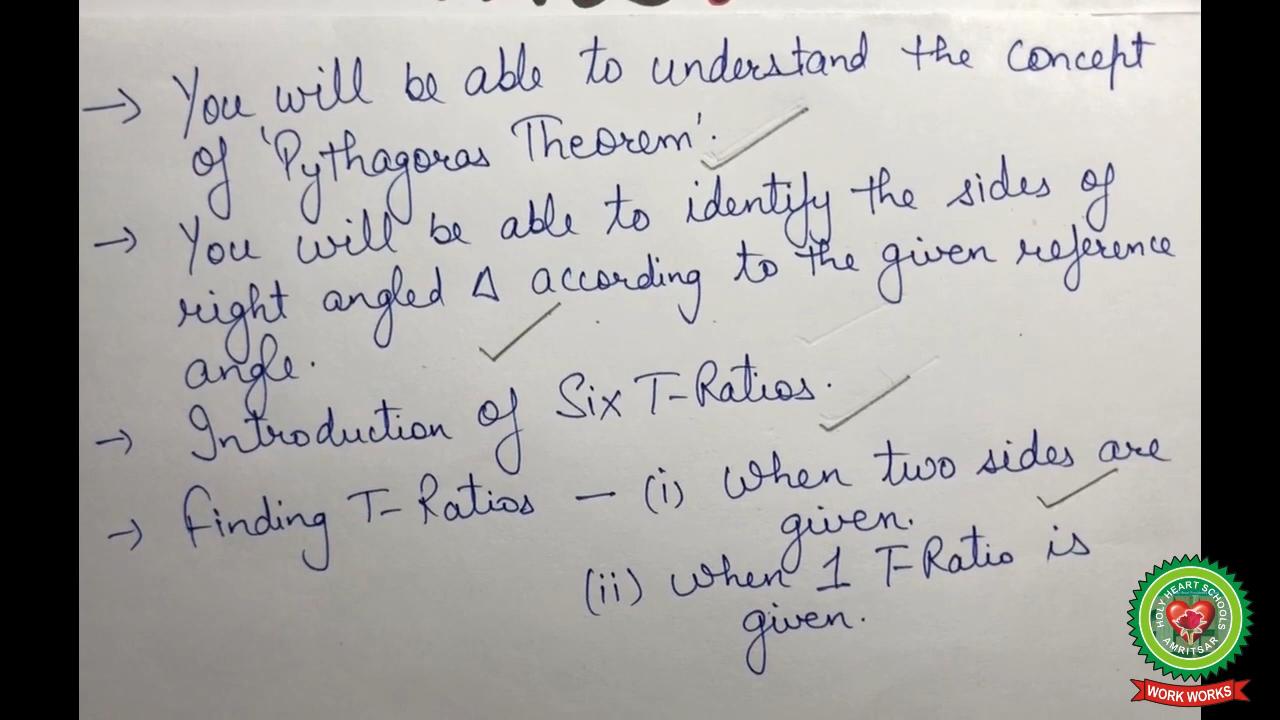 → You will be able to understand the concept
of 'Pythagoras Theorem'.
→ You will be able to identify the sides of
right angled Δ according to the given reference
angle.
→ Introduction of Six T-Ratios.
→ Finding T-Ratios - (i) When two sides are
given.
(ii) When 1 T-Ratio is
given.
HOLY HEART SCHOOLS
AMRITSAR
WORK WORKS